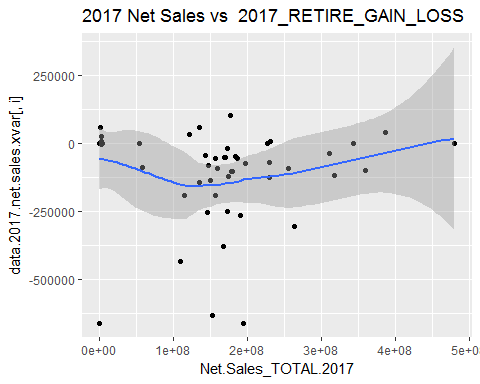 2017 Net Sales vs  2017_RETIRE_GAIN_LOSS
data.2017.net.sales.xvar[, i]
250000
0
-250000
-500000
0e+00
1e+08
2e+08
3e+08
4e+08
5e+08
Net.Sales_TOTAL.2017